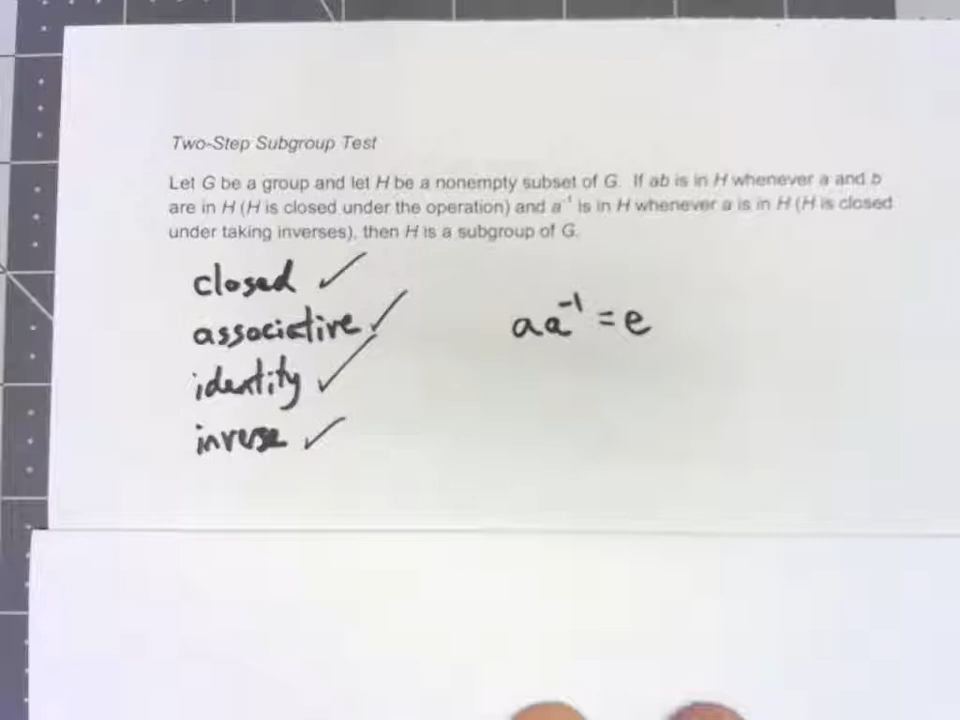 Two-Step Subgroup Test
Let G be a group and let H be a nonempty subset of G. If ab is in H whenever a and b
are in H (H is closed under the operation) and a⁻¹ is in H whenever a is in H (H is closed
under taking inverses), then H is a subgroup of G.
closed ✓
associative ✓
aa⁻¹ = e
identity ✓
inverse ✓